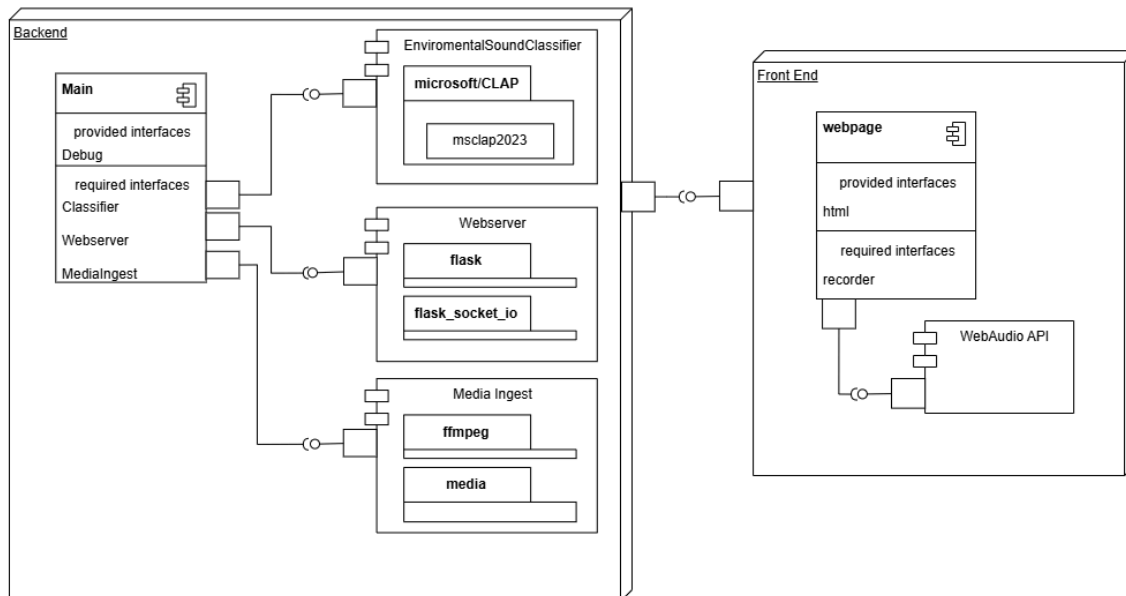 Backend
Main
provided interfaces
Debug
required interfaces
Classifier
Webserver
MediaIngest
EnviromentalSoundClassifier
microsoft/CLAP
msclap2023
Webserver
flask
flask_socket_io
Media Ingest
ffmpeg
media
Front End
webpage
provided interfaces
html
required interfaces
recorder
WebAudio API